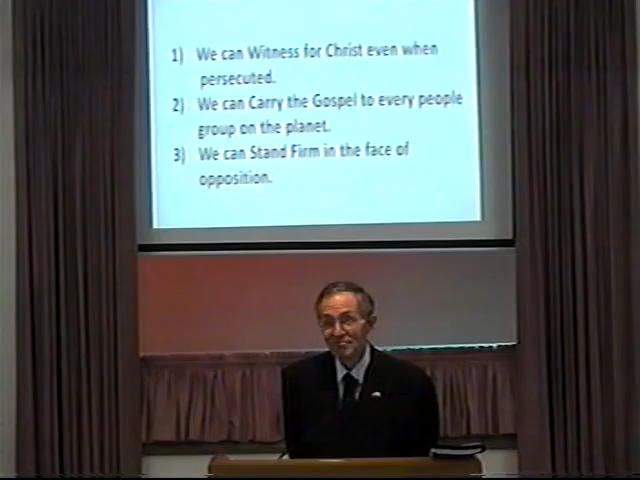 1) We can Witness for Christ even when
persecuted.
2) We can Carry the Gospel to every people
group on the planet.
3) We can Stand Firm in the face of
opposition.